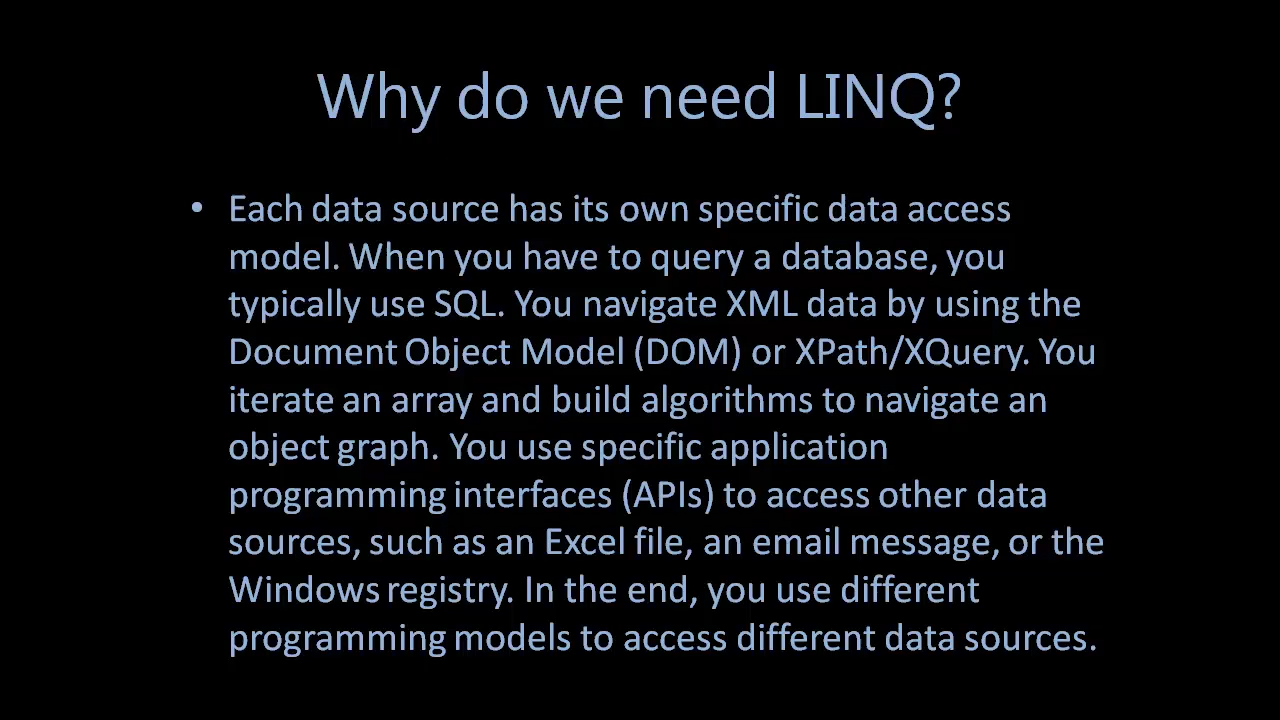 Why do we need LINQ?
• Each data source has its own specific data access
model. When you have to query a database, you
typically use SQL. You navigate XML data by using the
Document Object Model (DOM) or XPath/XQuery. You
iterate an array and build algorithms to navigate an
object graph. You use specific application
programming interfaces (APIs) to access other data
sources, such as an Excel file, an email message, or the
Windows registry. In the end, you use different
programming models to access different data sources.